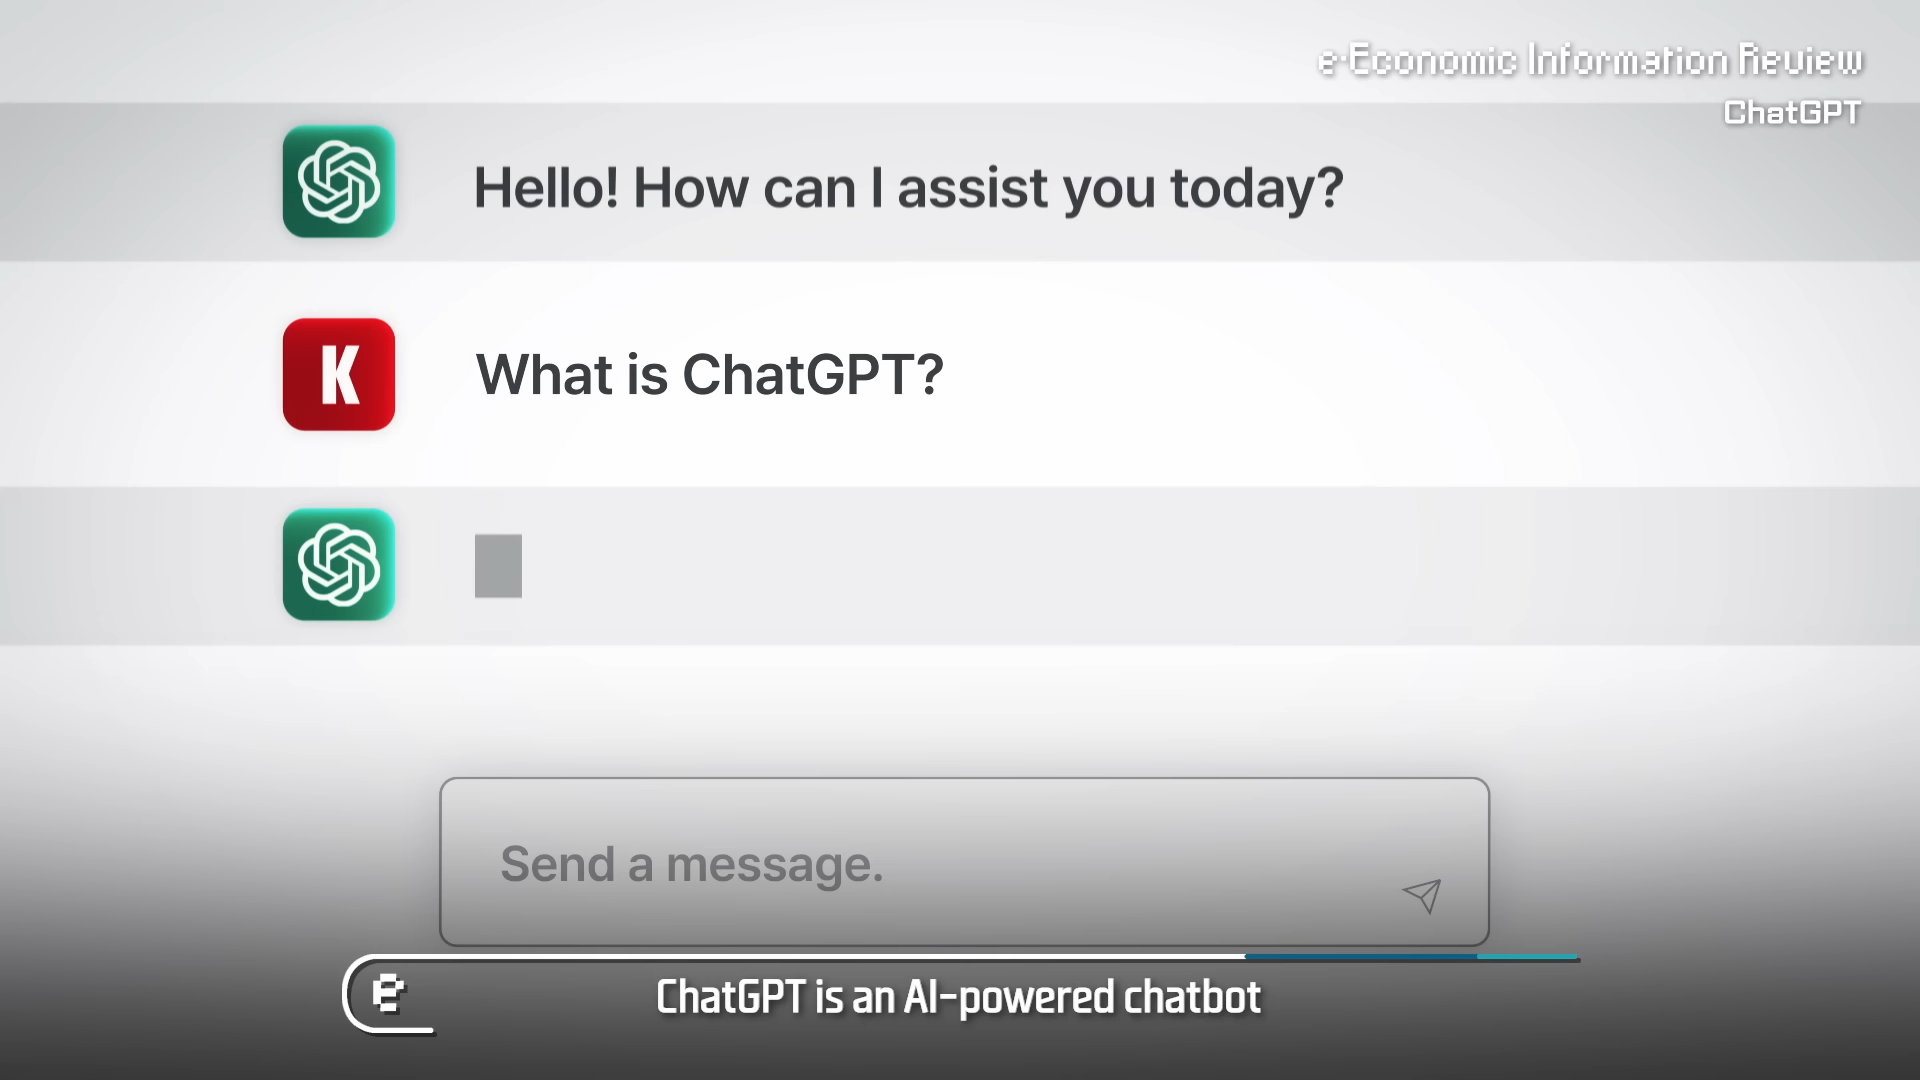 e-Economic Information Review
ChatGPT
Hello! How can I assist you today?
K
What is ChatGPT?
Send a message.
e
ChatGPT is an AI-powered chatbot